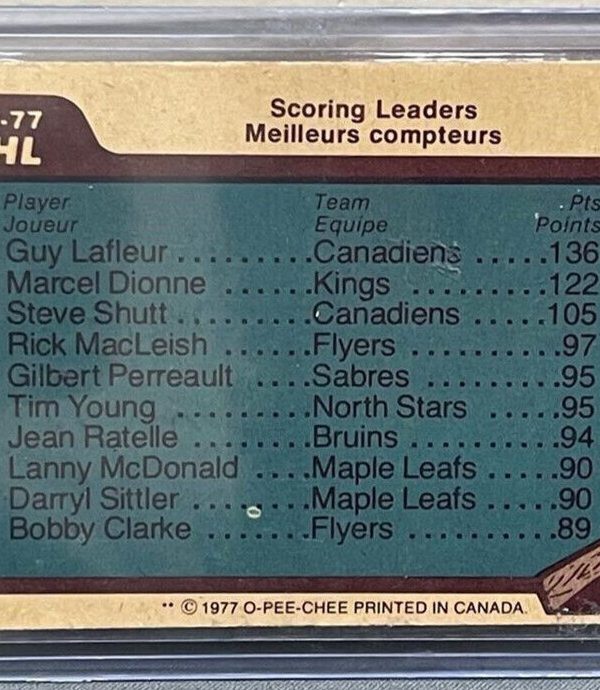 -77
HL
Scoring Leaders
Meilleurs compteurs
Player Team Pts
Joueur Equipe Points
Guy Lafleur..........Canadiens .....136
Marcel Dionne ......Kings .........122
Steve Shutt..........Canadiens .....105
Rick MacLeish ......Flyers .........97
Gilbert Perreault ....Sabres .........95
Tim Young .........North Stars .....95
Jean Ratelle ........Bruins .........94
Lanny McDonald ....Maple Leafs .....90
Darryl Sittler ........Maple Leafs .....90
Bobby Clarke .......Flyers ..........89
** © 1977 O-PEE-CHEE PRINTED IN CANADA.